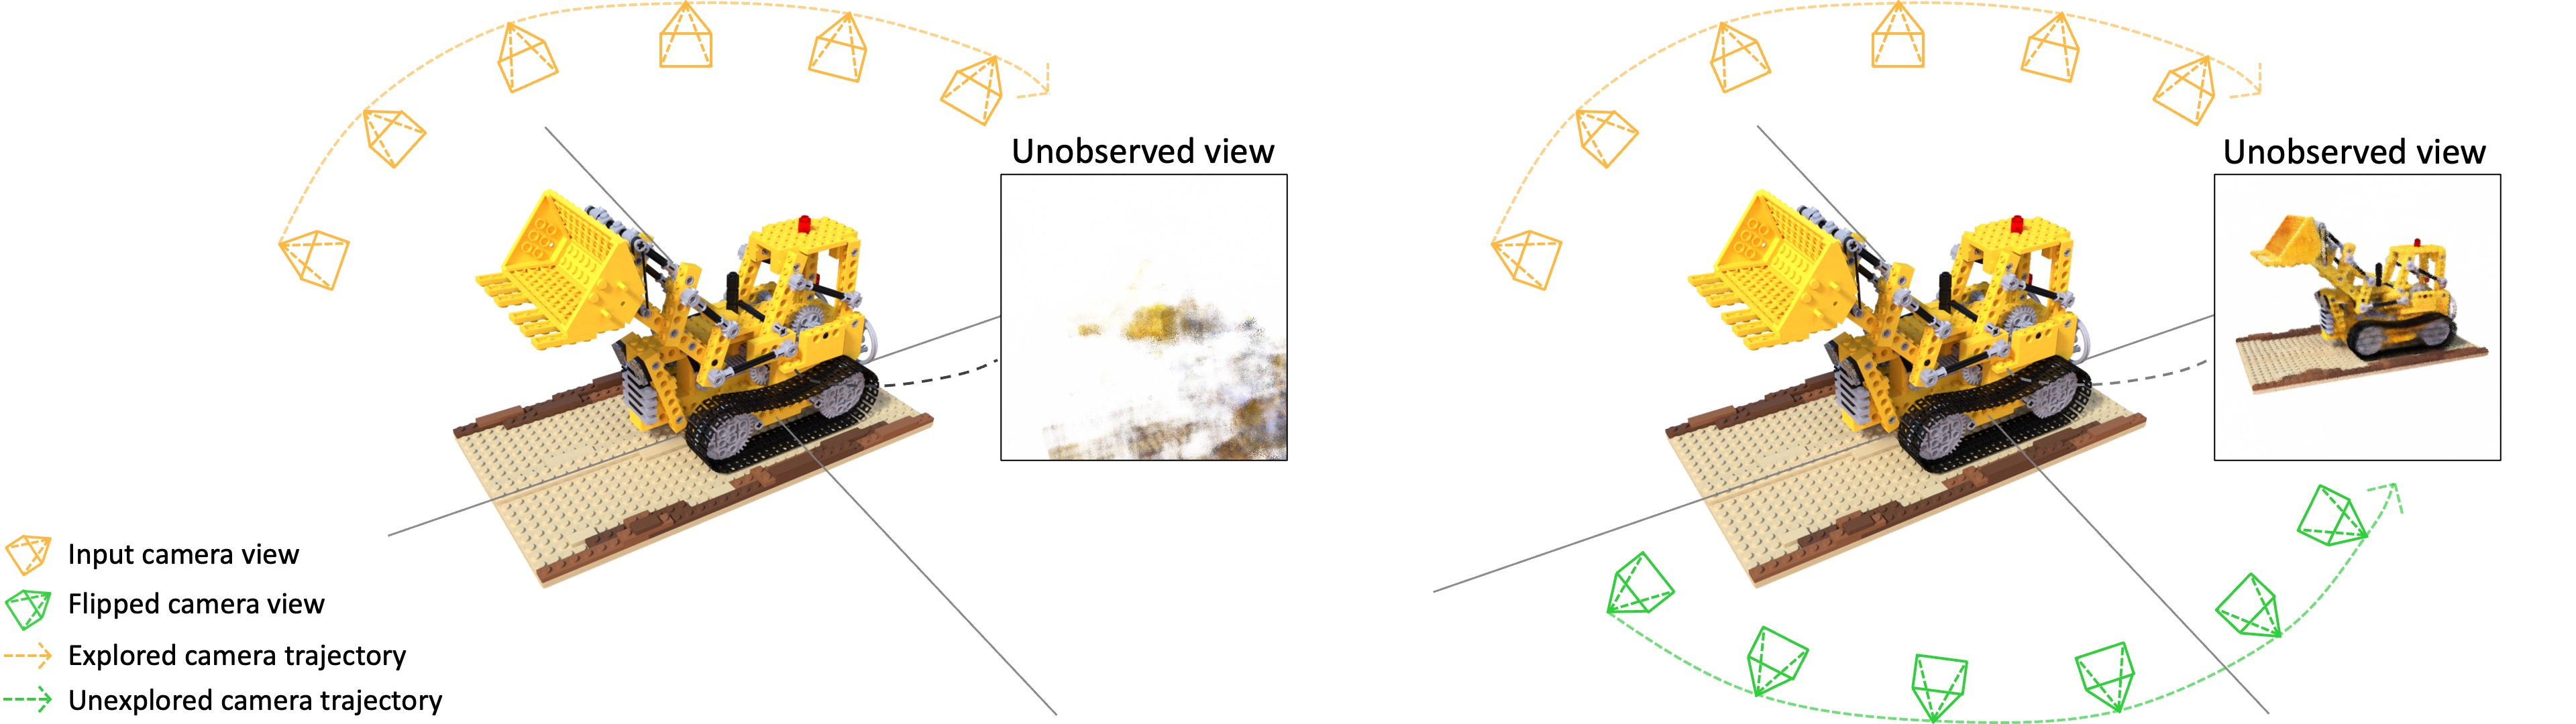 Unobserved view
Unobserved view
Input camera view
Flipped camera view
Explored camera trajectory
Unexplored camera trajectory